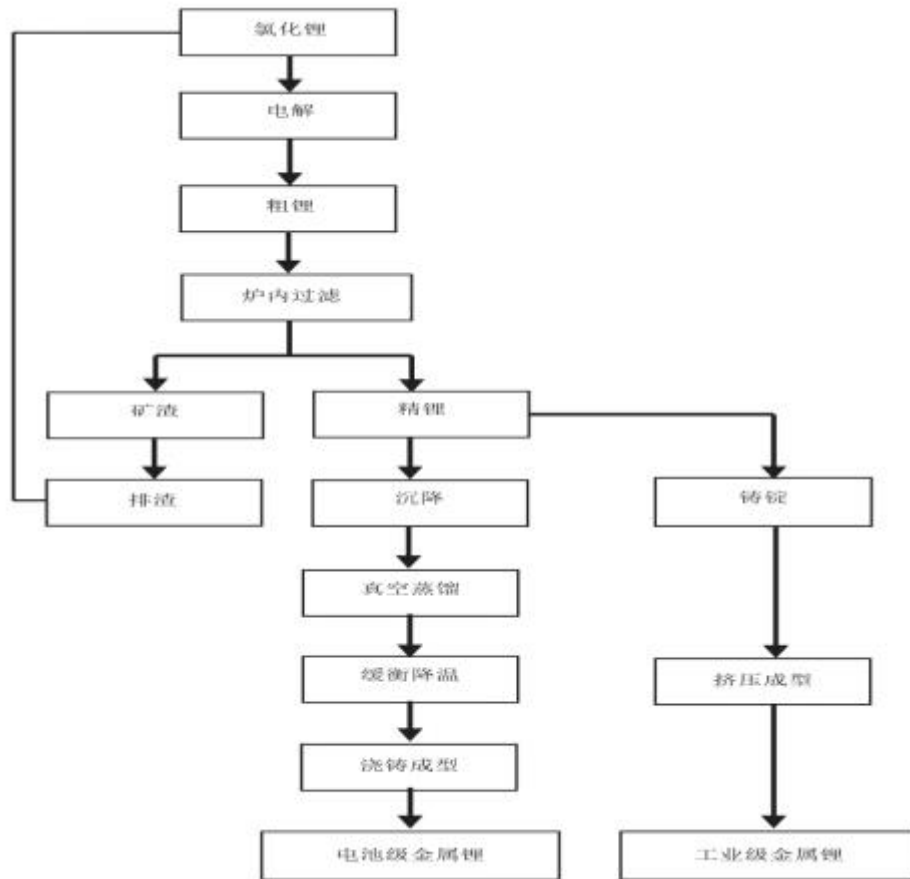 氯化锂
电解
粗锂
炉内过滤
矿渣
精锂
排渣
沉降
铸锭
真空蒸馏
缓衡降温
挤压成型
浇铸成型
电池级金属锂
工业级金属锂